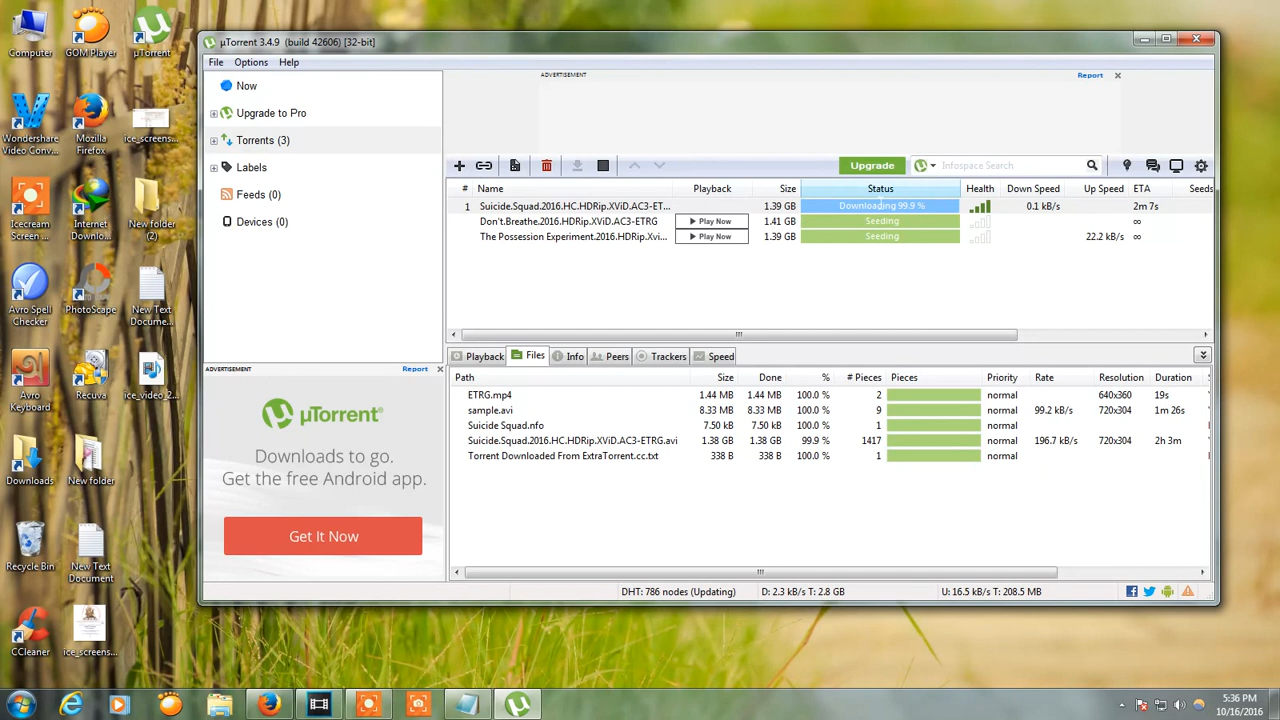 µTorrent 3.4.9 (build 42606) [32-bit]
File Options Help
Now
Upgrade to Pro
Torrents (3)
Labels
Feeds (0)
Devices (0)
ADVERTISEMENT Report
Upgrade Infospace Search
# Name Playback Size Status Health Down Speed Up Speed ETA Seeds
1 Suicide.Squad.2016.HC.HDRip.XViD.AC3-ET... 1.39 GB Downloading 99.9 % 0.1 kB/s 2m 7s
Don't.Breathe.2016.HDRip.XViD.AC3-ETRG Play Now 1.41 GB Seeding ∞
The Possession Experiment.2016.HDRip.Xvi... Play Now 1.39 GB Seeding 22.2 kB/s ∞
Playback Files Info Peers Trackers Speed
Path Size Done % # Pieces Pieces Priority Rate Resolution Duration
ETRG.mp4 1.44 MB 1.44 MB 100.0 % 2 normal 640x360 19s
sample.avi 8.33 MB 8.33 MB 100.0 % 9 normal 99.2 kB/s 720x304 1m 26s
Suicide Squad.nfo 7.50 kB 7.50 kB 100.0 % 1 normal
Suicide.Squad.2016.HC.HDRip.XViD.AC3-ETRG.avi 1.38 GB 1.38 GB 99.9 % 1417 normal 196.7 kB/s 720x304 2h 3m
Torrent Downloaded From ExtraTorrent.cc.txt 338 B 338 B 100.0 % 1 normal
ADVERTISEMENT Report
µTorrent®
Downloads to go.
Get the free Android app.
Get It Now
DHT: 786 nodes (Updating) D: 2.3 kB/s T: 2.8 GB U: 16.5 kB/s T: 208.5 MB
Computer
GOM Player
µTorrent
Wondershare
Video Conv...
Mozilla
Firefox
ice_screens...
Icecream
Screen ...
Internet
Downlo...
New folder
(2)
Avro Spell
Checker
PhotoScape
New Text
Docume...
Avro
Keyboard
Recuva
ice_video_2...
Downloads
New folder
Recycle Bin
New Text
Document
CCleaner
ice_screens...
5:36 PM
10/16/2016